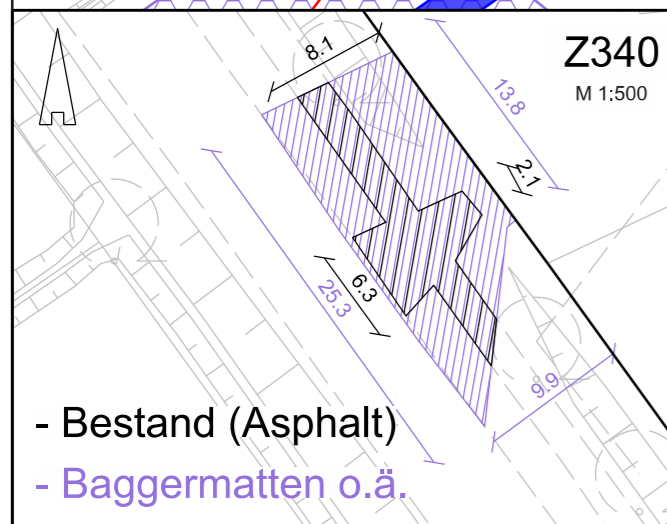 Z340
M 1:500
8.1
13.8
2.1
6.3
25.3
9.9
- Bestand (Asphalt)
- Baggermatten o.ä.